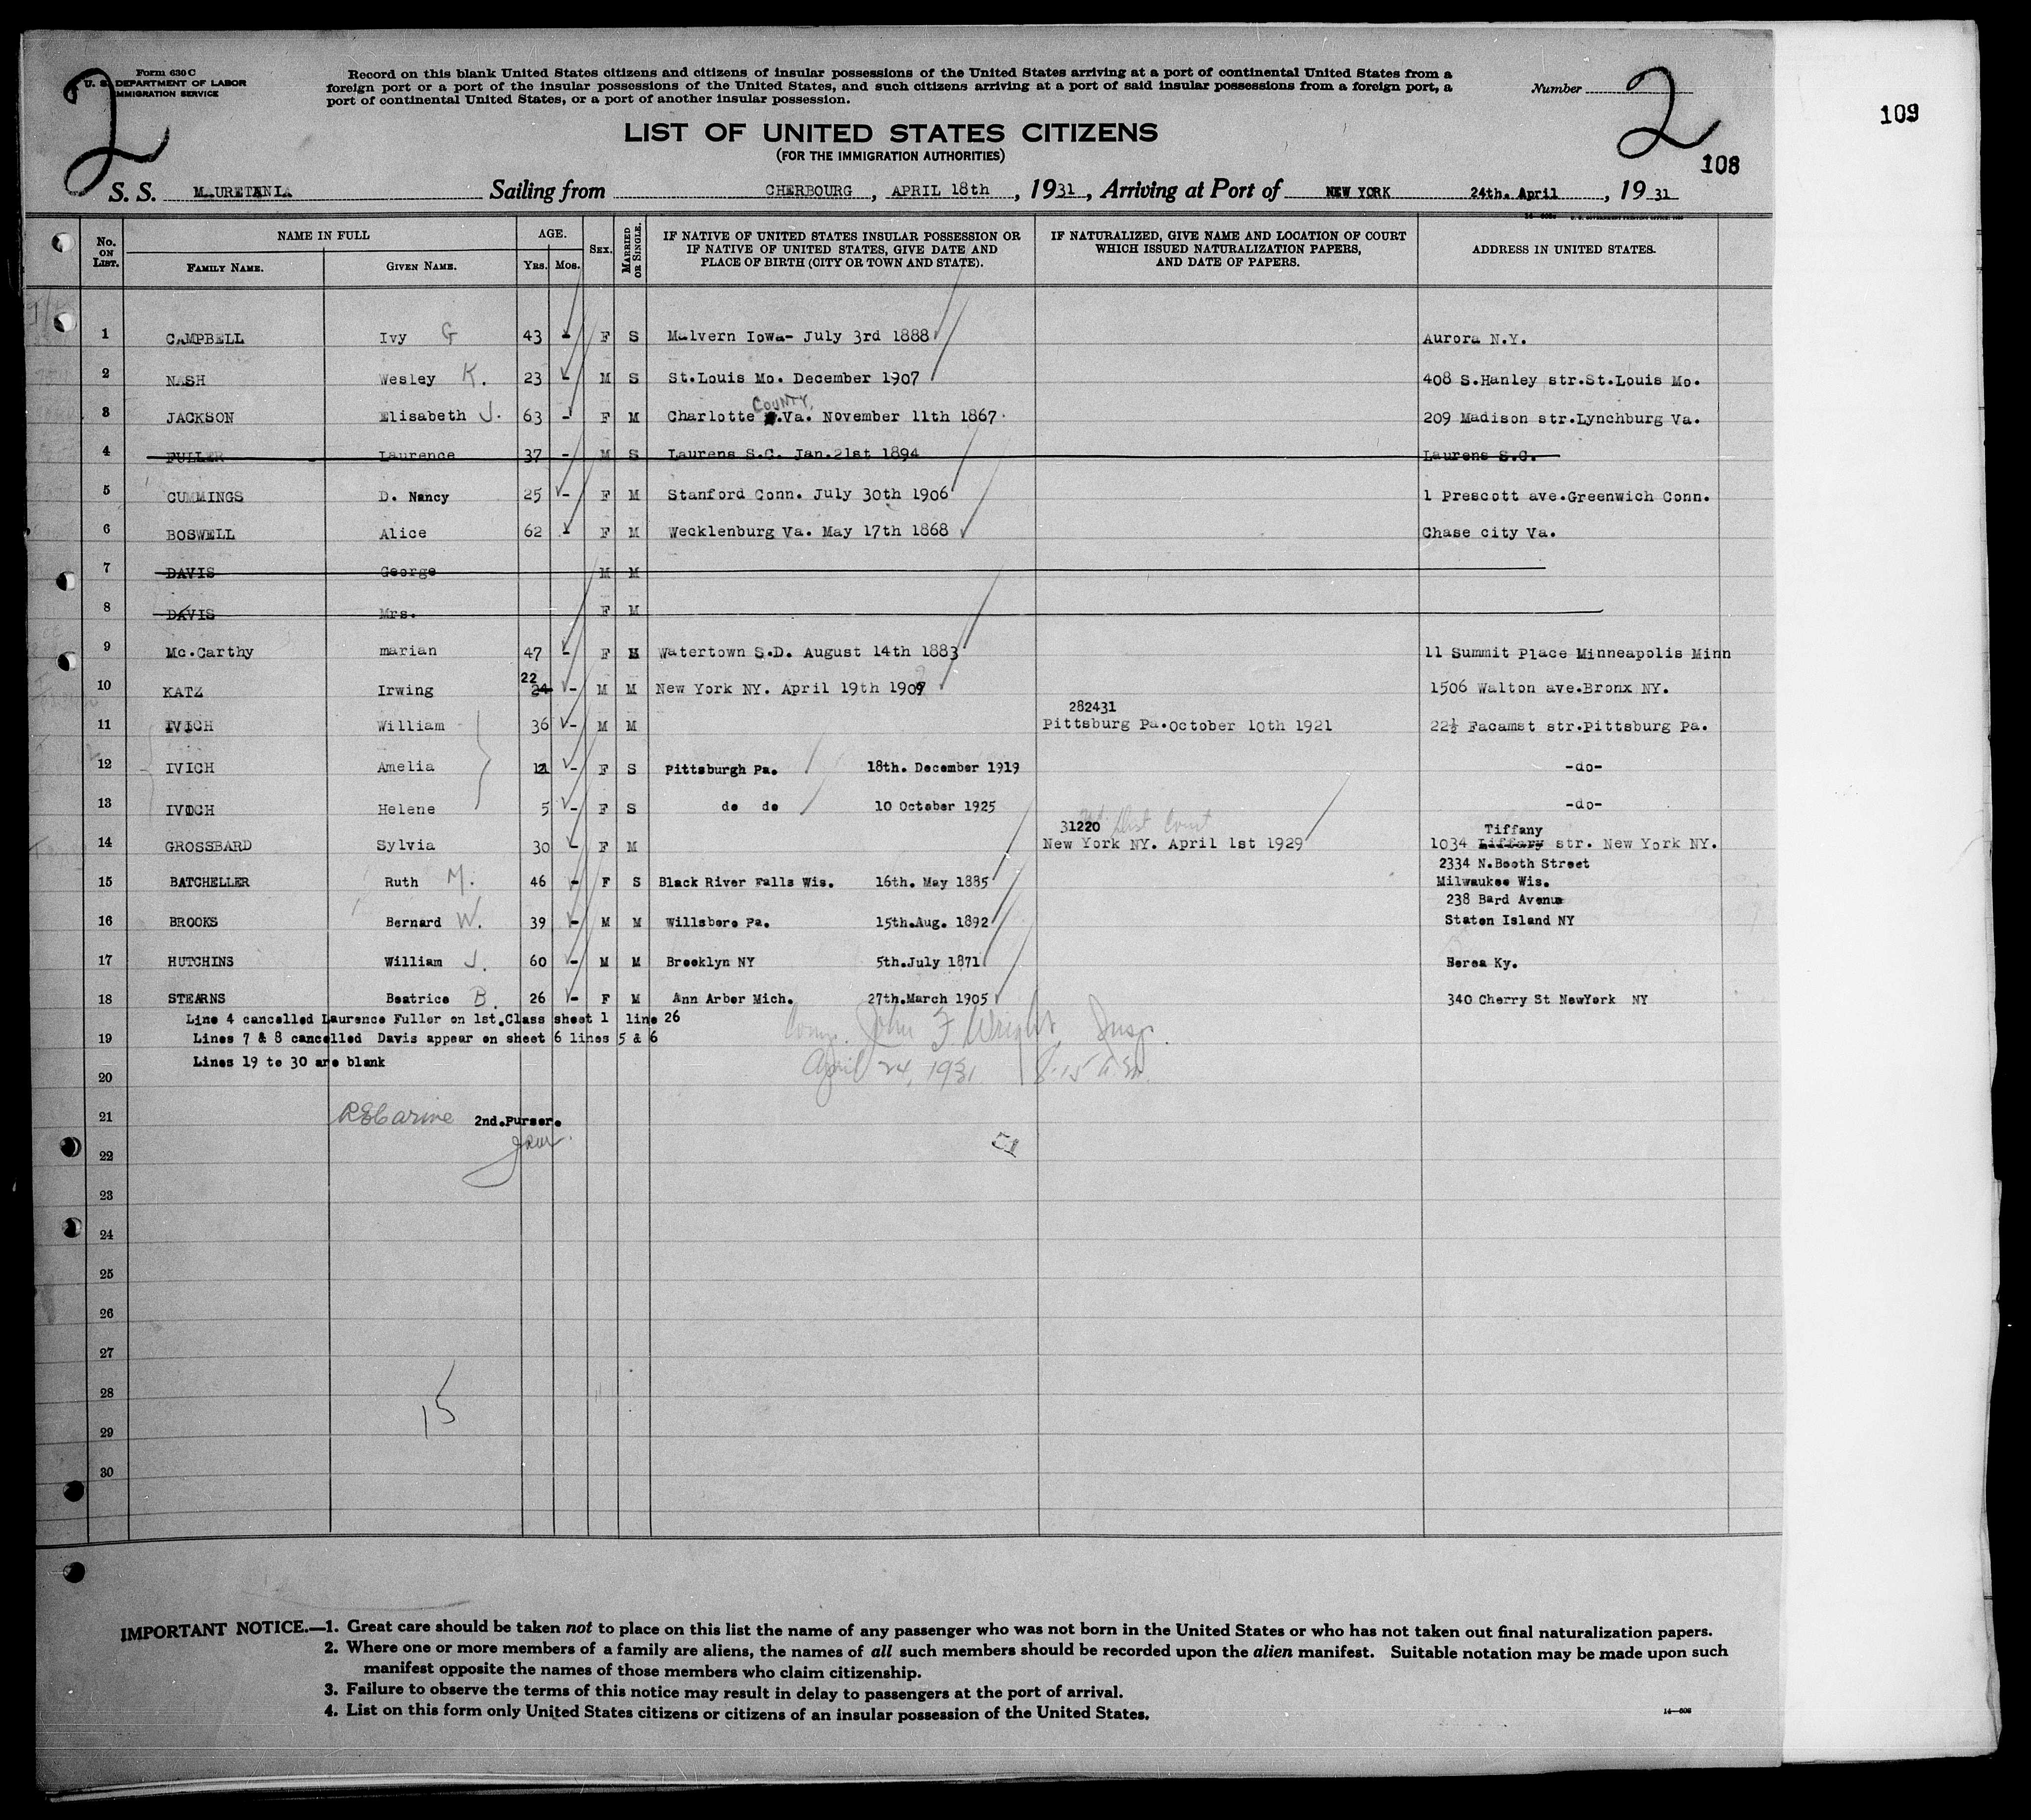 Form 630 C
U. S. DEPARTMENT OF LABOR
IMMIGRATION SERVICE
2
Record on this blank United States citizens and citizens of insular possessions of the United States arriving at a port of continental United States from a
foreign port or a port of the insular possessions of the United States, and such citizens arriving at a port of said insular possessions from a foreign port, a
port of continental United States, or a port of another insular possession.
Number
2
109
108
LIST OF UNITED STATES CITIZENS
(FOR THE IMMIGRATION AUTHORITIES)
S. S. MAURETANIA Sailing from CHERBOURG, APRIL 18th, 1931, Arriving at Port of NEW YORK 24th. April, 1931
No. ON LIST. NAME IN FULL FAMILY NAME. GIVEN NAME. AGE. YRS. MOS. SEX. MARRIED OR SINGLE. IF NATIVE OF UNITED STATES INSULAR POSSESSION OR IF NATIVE OF UNITED STATES, GIVE DATE AND PLACE OF BIRTH (CITY OR TOWN AND STATE). IF NATURALIZED, GIVE NAME AND LOCATION OF COURT WHICH ISSUED NATURALIZATION PAPERS, AND DATE OF PAPERS. ADDRESS IN UNITED STATES.
1 CAMPBELL Ivy G 43 - F S Malvern Iowa- July 3rd 1888 Aurora N.Y.
2 NASH Wesley K. 23 - M S St.Louis Mo. December 1907 408 S.Hanley str.St.Louis Mo.
3 JACKSON Elisabeth J. 63 - F M Charlotte COUNTY, .Va. November 11th 1867 209 Madison str.Lynchburg Va.
4 FULLER Laurence 37 - M S Laurens S.C. Jan.21st 1894 Laurens S.C.
5 CUMMINGS D. Nancy 25 - F M Stanford Conn. July 30th 1906 1 Prescott ave.Greenwich Conn.
6 BOSWELL Alice 62 - F M Wecklenburg Va. May 17th 1868 Chase city Va.
7 DAVIS George M M
8 DAVIS Mrs. F M
9 Mc.Carthy marian 47 - F M Watertown S.D. August 14th 1883 11 Summit Place Minneapolis Minn
22
10 KATZ Irwing 24 - M M New York NY. April 19th 1909 1506 Walton ave.Bronx NY.
282431
11 IVICH William 36 - M M Pittsburg Pa.October 10th 1921 22½ Facamst str.Pittsburg Pa.
12 IVICH Amelia 11 - F S Pittsburgh Pa. 18th. December 1919 -do-
13 IVICH Helene 5 - F S do do 10 October 1925 -do-
31220 Dist Court Tiffany
14 GROSSBARD Sylvia 30 - F M New York NY. April 1st 1929 1034 Liffary str. New York NY.
2334 N.Booth Street
15 BATCHELLER Ruth M. 46 - F S Black River Falls Wis. 16th. May 1885 Milwaukee Wis.
238 Bard Avenue
16 BROOKS Bernard W. 39 - M M Willsboro Pa. 15th.Aug. 1892 Staten Island NY
17 HUTCHINS William J. 60 - M M Brooklyn NY 5th.July 1871 Berea Ky.
18 STEARNS Beatrice B. 26 - F M Ann Arbor Mich. 27th.March 1905 340 Cherry St NewYork NY
Line 4 cancelled Laurence Fuller on 1st.Class sheet 1 line 26
19 Lines 7 & 8 cancelled Davis appear on sheet 6 lines 5 & 6
Lines 19 to 30 are blank
John F. Wright, Insp.
20 April 24, 1931 8:15 a.m.
21 2nd.Purser.
22
23
24
25
26
27
28
15
29
30
IMPORTANT NOTICE.—1. Great care should be taken not to place on this list the name of any passenger who was not born in the United States or who has not taken out final naturalization papers.
2. Where one or more members of a family are aliens, the names of all such members should be recorded upon the alien manifest. Suitable notation may be made upon such
manifest opposite the names of those members who claim citizenship.
3. Failure to observe the terms of this notice may result in delay to passengers at the port of arrival.
4. List on this form only United States citizens or citizens of an insular possession of the United States.
14—608